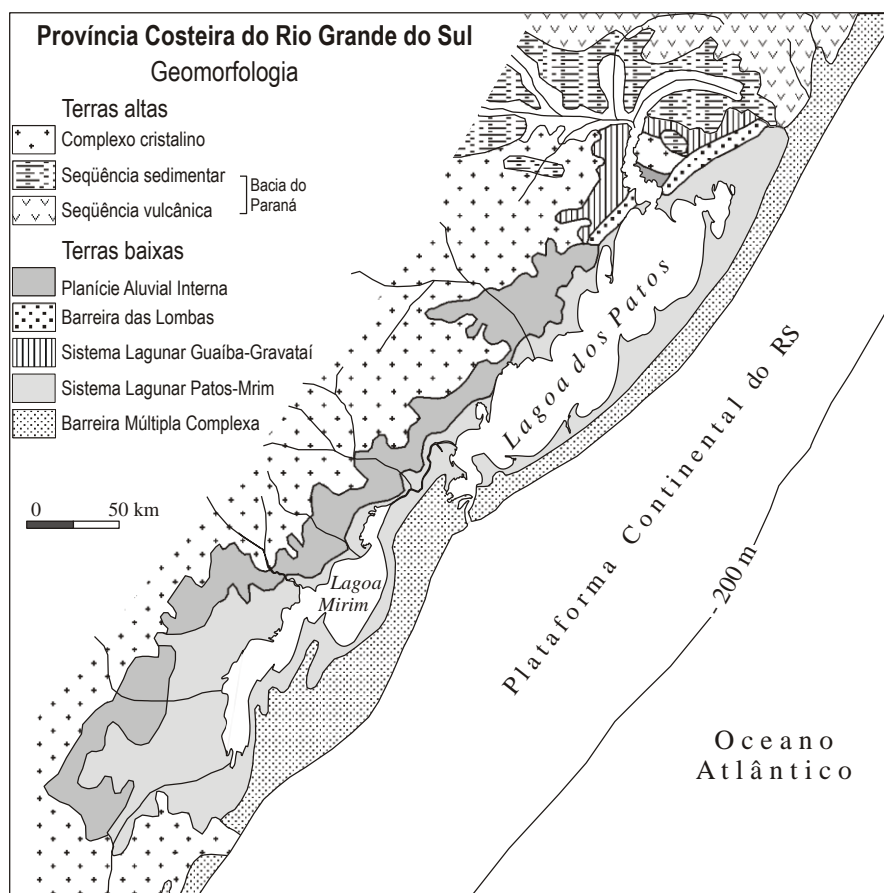 Província Costeira do Rio Grande do Sul
Geomorfologia
Terras altas
Complexo cristalino
Seqüência sedimentar
Seqüência vulcânica
Bacia do
Paraná
Terras baixas
Planície Aluvial Interna
Barreira das Lombas
Sistema Lagunar Guaíba-Gravataí
Sistema Lagunar Patos-Mrim
Barreira Múltipla Complexa
0 50 km
Lagoa dos Patos
Lagoa
Mirim
Plataforma Continental do RS
- 200 m
Oceano
Atlântico